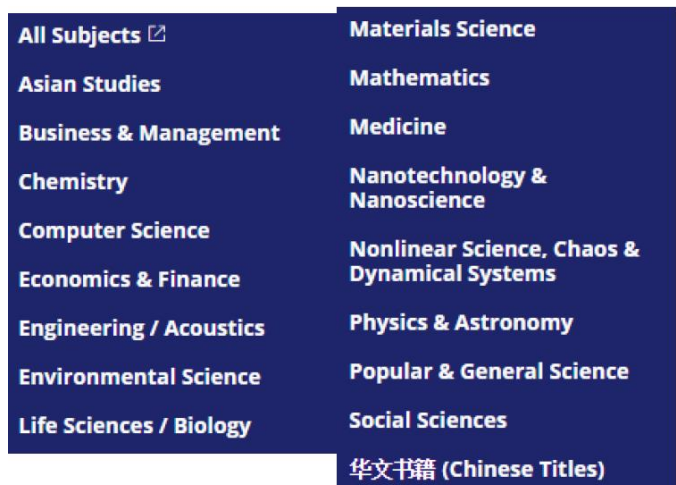 All Subjects
Asian Studies
Business & Management
Chemistry
Computer Science
Economics & Finance
Engineering / Acoustics
Environmental Science
Life Sciences / Biology
Materials Science
Mathematics
Medicine
Nanotechnology &
Nanoscience
Nonlinear Science, Chaos &
Dynamical Systems
Physics & Astronomy
Popular & General Science
Social Sciences
华文书籍 (Chinese Titles)